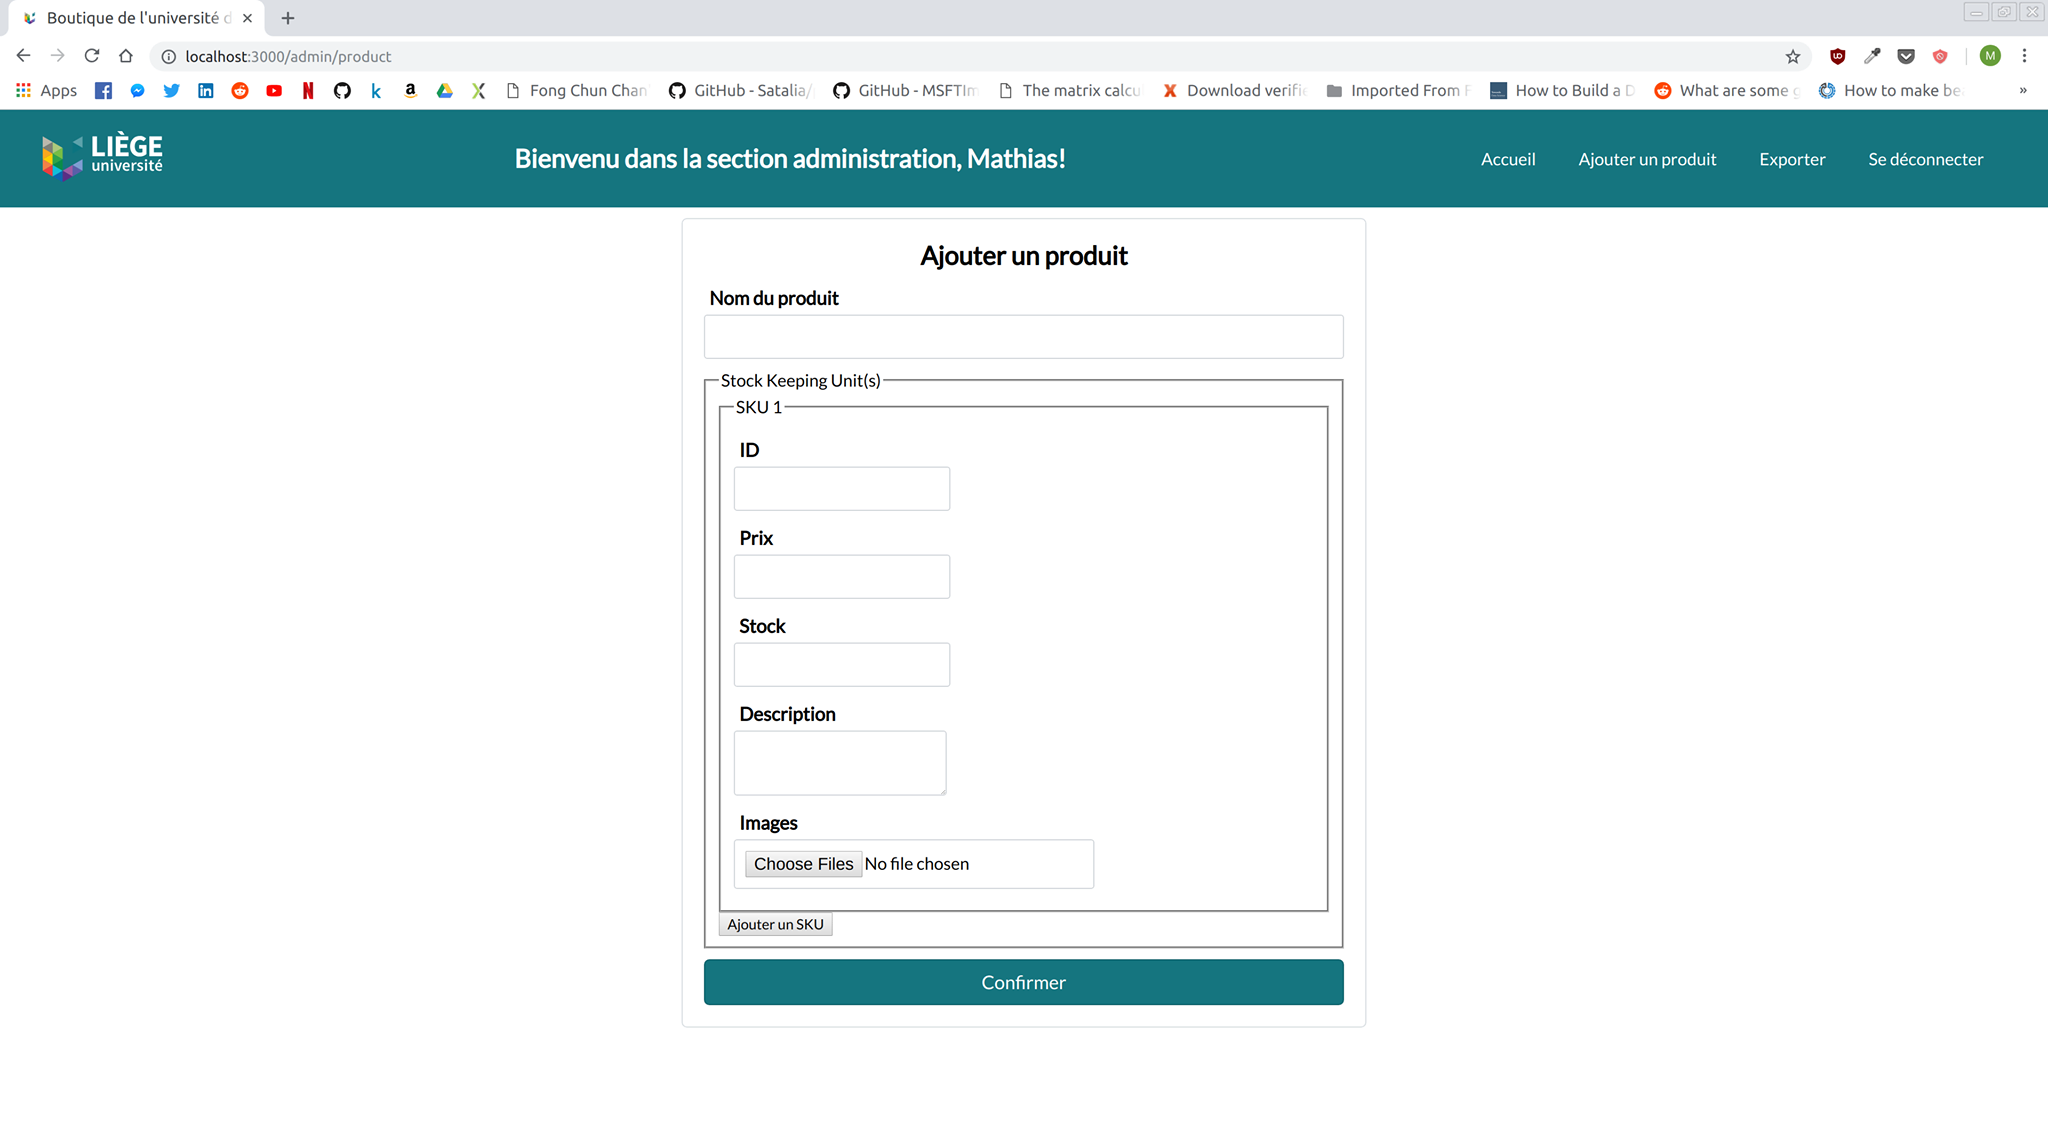 Boutique de l'université d
localhost:3000/admin/product
M
Apps
Fong Chun Chan
GitHub - Satalia/
GitHub - MSFTIm
The matrix calcu
Download verifi
Imported From F
How to Build a D
What are some g
How to make be
»
LIÈGE
université
Bienvenu dans la section administration, Mathias!
Accueil
Ajouter un produit
Exporter
Se déconnecter
Ajouter un produit
Nom du produit
Stock Keeping Unit(s)
SKU 1
ID
Prix
Stock
Description
Images
Choose Files No file chosen
Ajouter un SKU
Confirmer